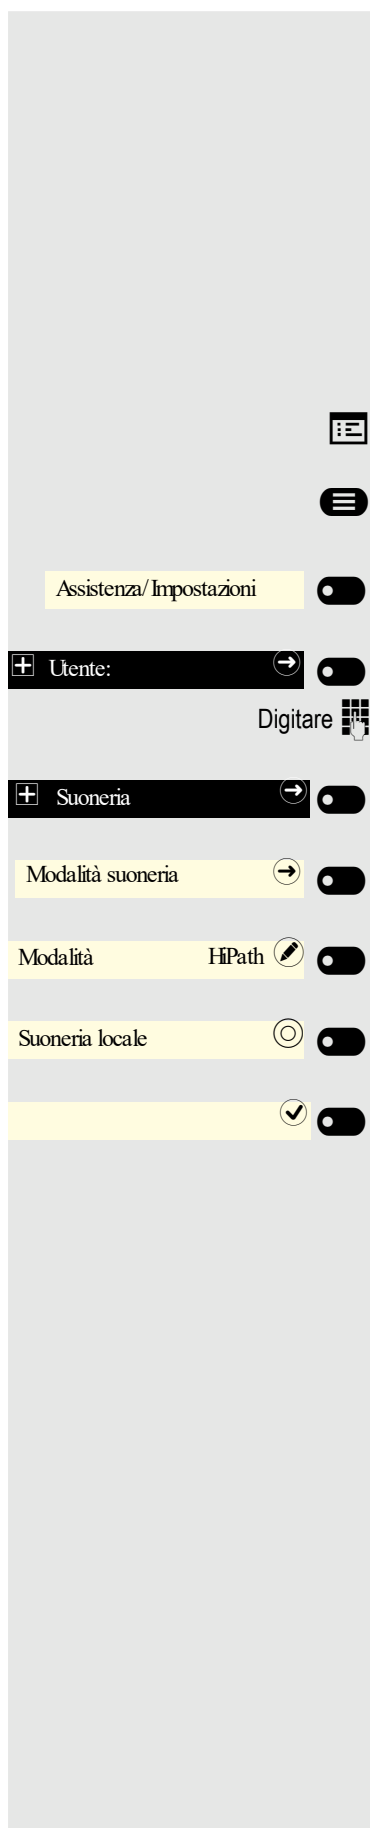 Assistenza/Impostazioni
Utente:
Digitare
Suoneria
Modalità suoneria
Modalità HiPath
Suoneria locale